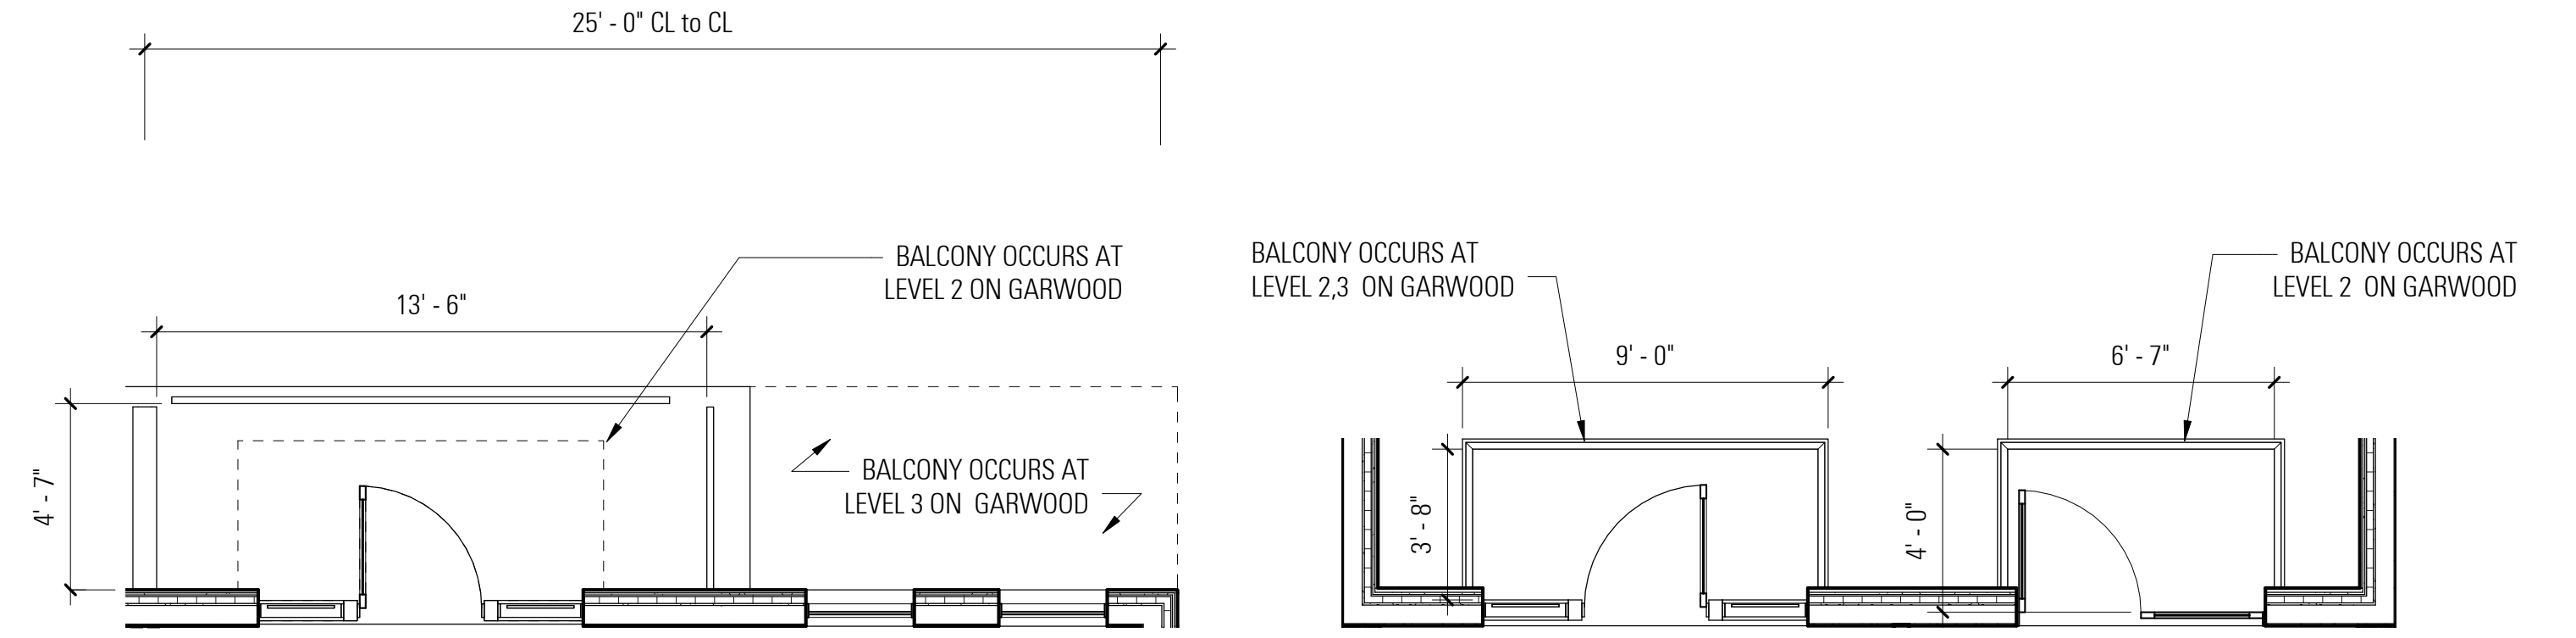 25' - 0" CL to CL
BALCONY OCCURS AT
LEVEL 2 ON GARWOOD
13' - 6"
4' - 7"
BALCONY OCCURS AT
LEVEL 3 ON GARWOOD
BALCONY OCCURS AT
LEVEL 2,3 ON GARWOOD
9' - 0"
3' - 8"
BALCONY OCCURS AT
LEVEL 2 ON GARWOOD
6' - 7"
4' - 0"